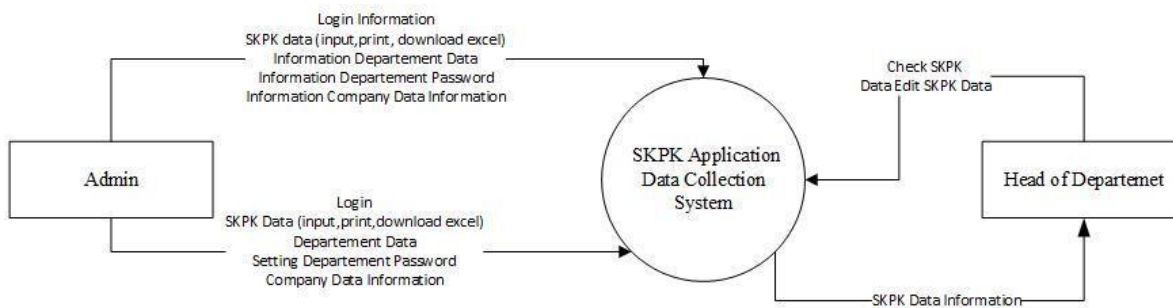 Login Information
SKPK data (input,print, download excel)
Information Departement Data
Information Departement Password
Information Company Data Information
Check SKPK
Data Edit SKPK Data
Admin
SKPK Application
Data Collection
System
Head of Departemet
Login
SKPK Data (input,print,download excel)
Departement Data
Setting Departement Password
Company Data Information
SKPK Data Information